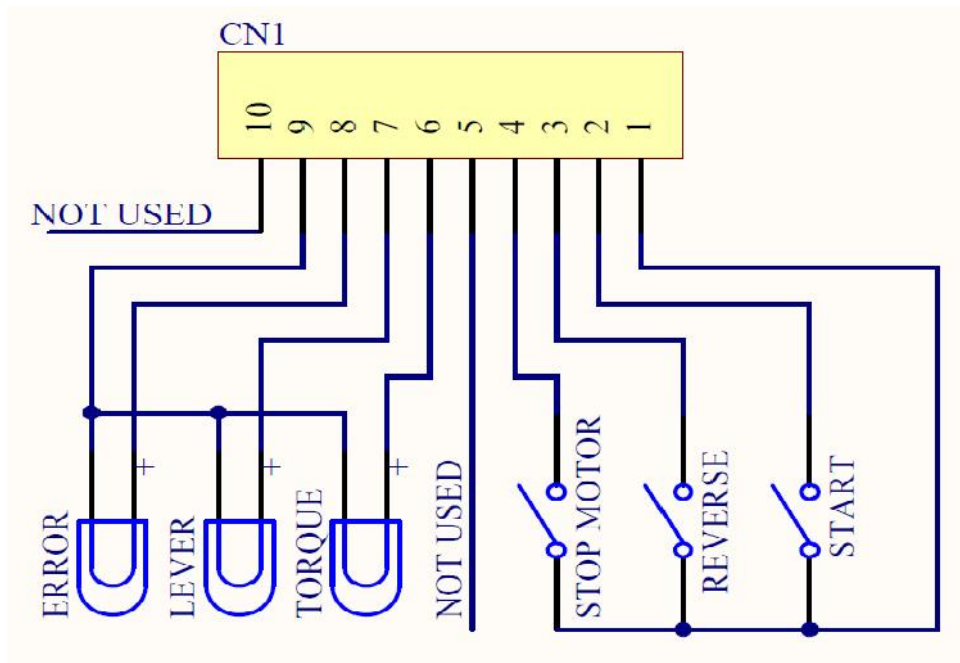 CN1
10
9
8
7
6
5
4
3
2
1
NOT USED
+
+
+
ERROR
LEVER
TORQUE
NOT USED
STOP MOTOR
REVERSE
START